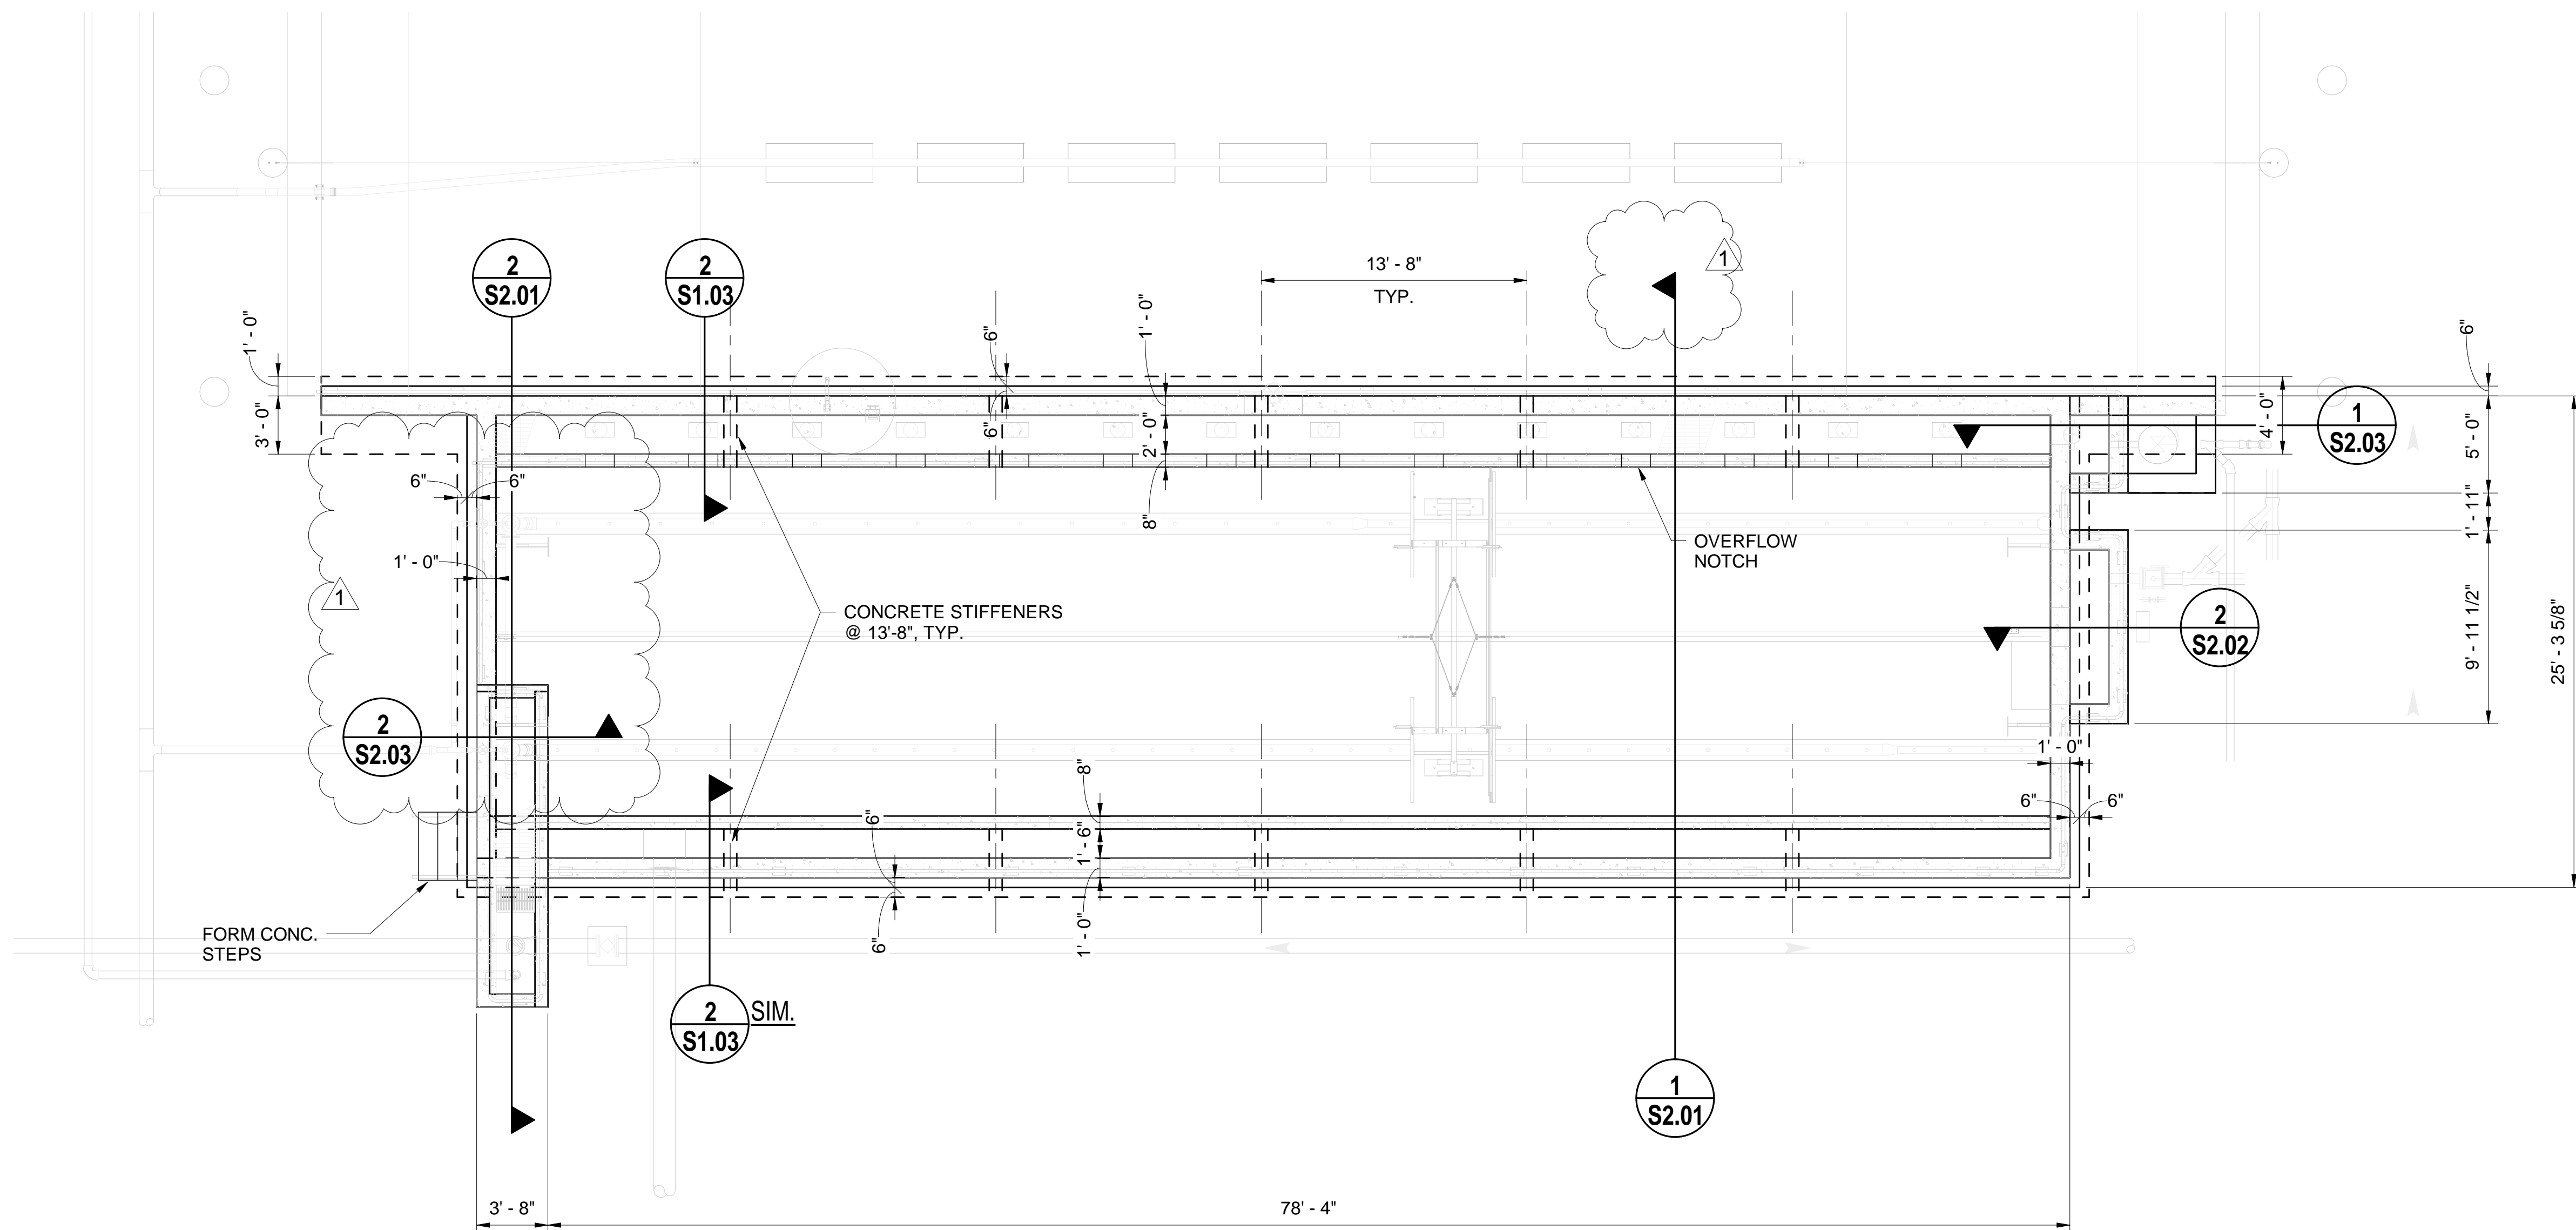 2
S2.01
2
S1.03
13' - 8"
TYP.
1
1' - 0"
3' - 0"
6"
6"
1' - 0"
2' - 0"
8"
6"
4' - 0"
5' - 0"
1' - 11"
9' - 11 1/2"
25' - 3 5/8"
1
S2.03
6"
6"
1' - 0"
1
OVERFLOW
NOTCH
CONCRETE STIFFENERS
@ 13'-8", TYP.
2
S2.02
2
S2.03
1' - 0"
6"
6"
8"
1' - 6"
1' - 0"
6"
6"
FORM CONC.
STEPS
2
S1.03
SIM.
1
S2.01
3' - 8"
78' - 4"